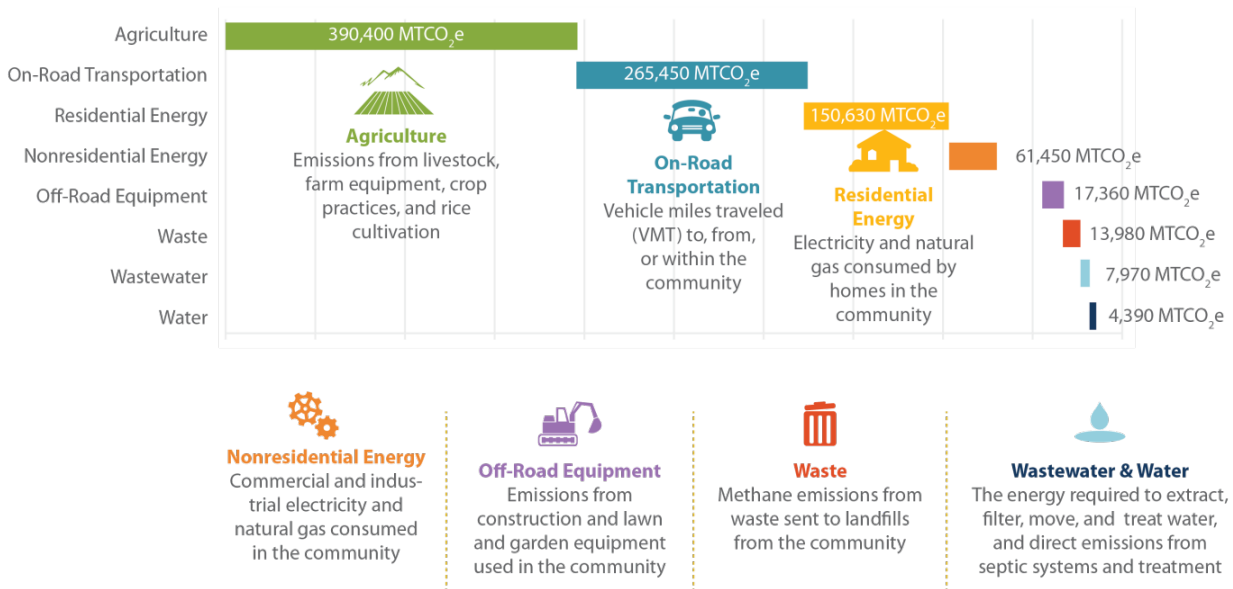 Agriculture
390,400 MTCO₂e
On-Road Transportation
265,450 MTCO₂e
Residential Energy
150,630 MTCO₂e
Nonresidential Energy
61,450 MTCO₂e
Off-Road Equipment
17,360 MTCO₂e
Waste
13,980 MTCO₂e
Wastewater
7,970 MTCO₂e
Water
4,390 MTCO₂e
Agriculture
Emissions from livestock,
farm equipment, crop
practices, and rice
cultivation
On-Road
Transportation
Vehicle miles traveled
(VMT) to, from,
or within the
community
Residential
Energy
Electricity and natural
gas consumed by
homes in the
community
Nonresidential Energy
Commercial and indus-
trial electricity and
natural gas consumed
in the community
Off-Road Equipment
Emissions from
construction and lawn
and garden equipment
used in the community
Waste
Methane emissions from
waste sent to landfills
from the community
Wastewater & Water
The energy required to extract,
filter, move, and treat water,
and direct emissions from
septic systems and treatment